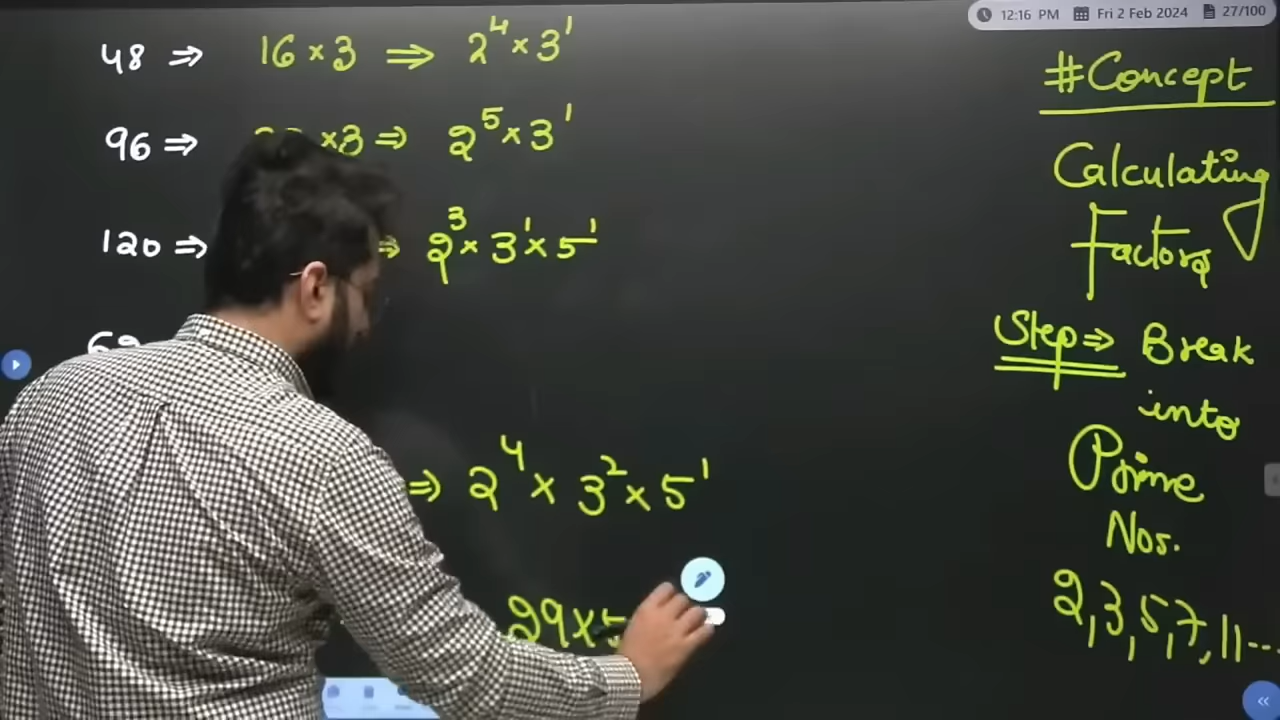 12:16 PM Fri 2 Feb 2024 27/100
48 ⇒ 16 × 3 ⇒ 2⁴ × 3¹
96 ⇒ ×3 ⇒ 2⁵ × 3¹
120 ⇒ ⇒ 2³ × 3¹ × 5¹
⇒ 2⁴ × 3² × 5¹
29 × 5
#Concept
Calculating
Factors
Step ⇒ Break
into
Prime
Nos.
2, 3, 5, 7, 11 ...